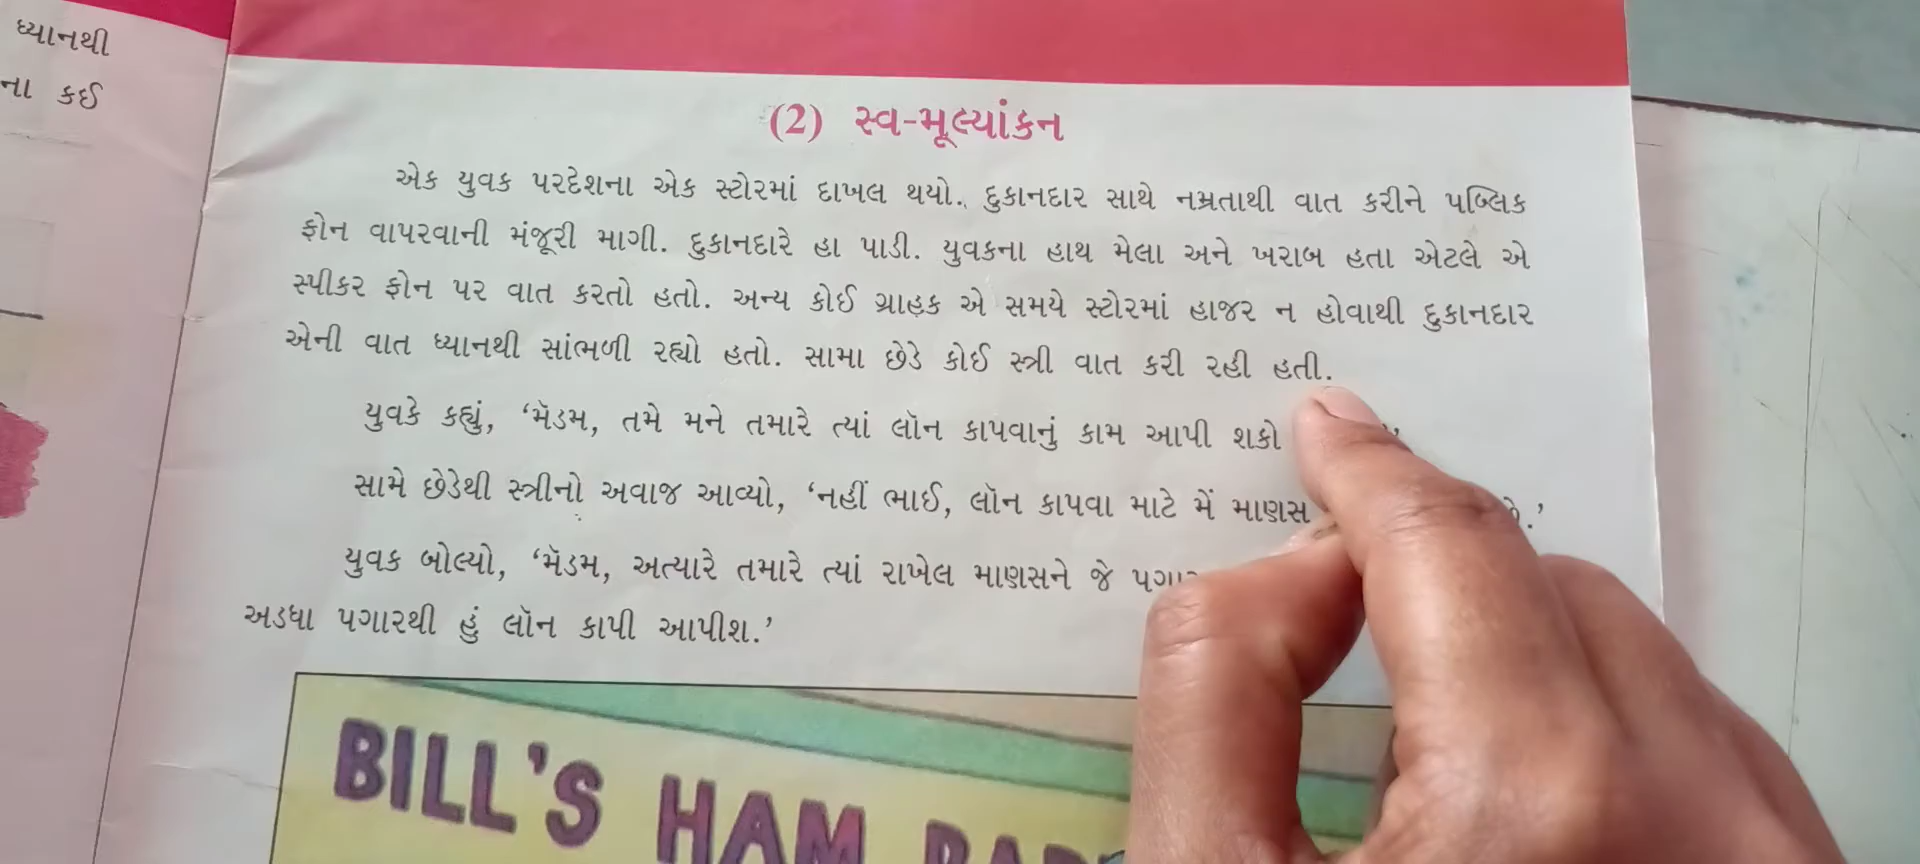 ધ્યાનથી
ના કઈ
(2) સ્વ-મૂલ્યાંકન
એક યુવક પરદેશના એક સ્ટોરમાં દાખલ થયો. દુકાનદાર સાથે નમ્રતાથી વાત કરીને પબ્લિક
ફોન વાપરવાની મંજૂરી માગી. દુકાનદારે હા પાડી. યુવકના હાથ મેલા અને ખરાબ હતા એટલે એ
સ્પીકર ફોન પર વાત કરતો હતો. અન્ય કોઈ ગ્રાહક એ સમયે સ્ટોરમાં હાજર ન હોવાથી દુકાનદાર
એની વાત ધ્યાનથી સાંભળી રહ્યો હતો. સામા છેડે કોઈ સ્ત્રી વાત કરી રહી હતી.
યુવકે કહ્યું, ‘મૅડમ, તમે મને તમારે ત્યાં લૉન કાપવાનું કામ આપી શકો
સામે છેડેથી સ્ત્રીનો અવાજ આવ્યો, ‘નહીં ભાઈ, લૉન કાપવા માટે મેં માણસ
યુવક બોલ્યો, ‘મૅડમ, અત્યારે તમારે ત્યાં રાખેલ માણસને જે
અડધા પગારથી હું લૉન કાપી આપીશ.’
BILL'S HAM